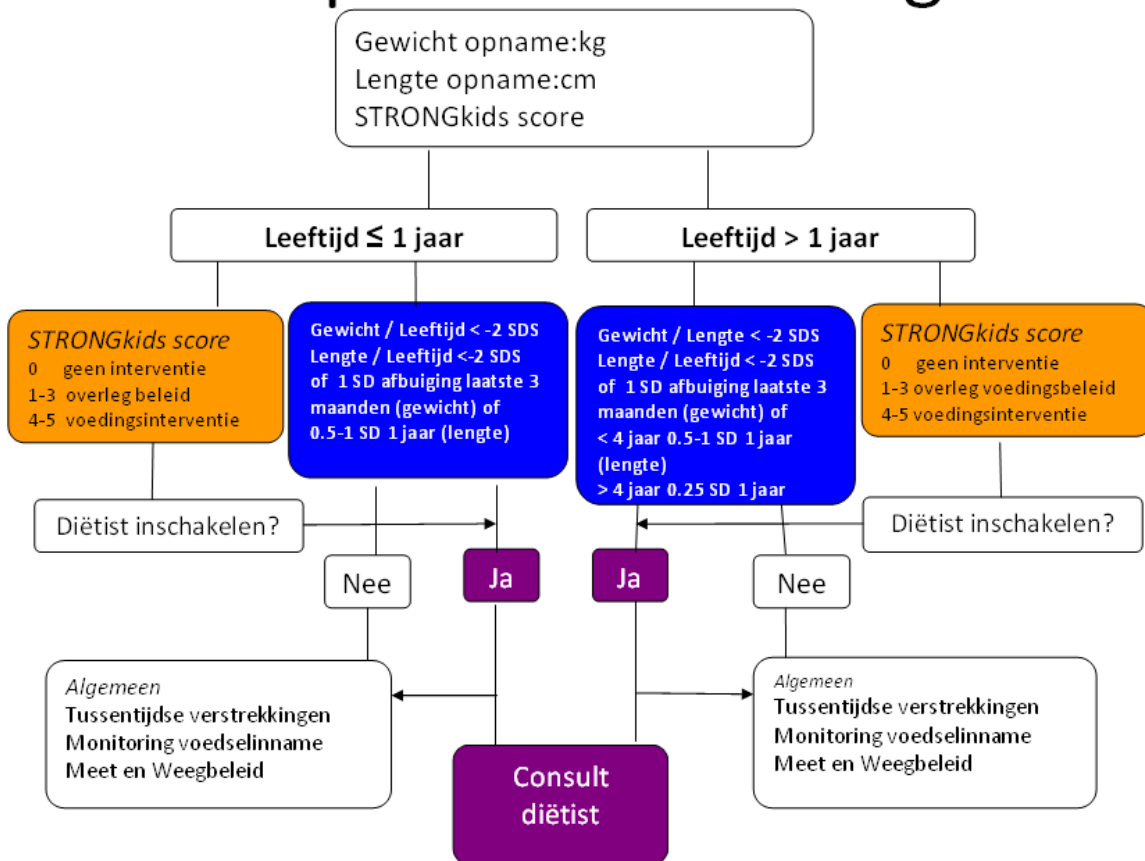 Gewicht opname:kg
Lengte opname:cm
STRONGkids score
Leeftijd ≤ 1 jaar
Leeftijd > 1 jaar
STRONGkids score
0 geen interventie
1-3 overleg beleid
4-5 voedingsinterventie
Gewicht / Leeftijd < -2 SDS
Lengte / Leeftijd <-2 SDS
of 1 SD afbuiging laatste 3
maanden (gewicht) of
0.5-1 SD 1 jaar (lengte)
Gewicht / Lengte < -2 SDS
Lengte / Leeftijd < -2 SDS
of 1 SD afbuiging laatste 3
maanden (gewicht) of
< 4 jaar 0.5-1 SD 1 jaar
(lengte)
> 4 jaar 0.25 SD 1 jaar
STRONGkids score
0 geen interventie
1-3 overleg voedingsbeleid
4-5 voedingsinterventie
Diëtist inschakelen?
Diëtist inschakelen?
Nee
Ja
Ja
Nee
Algemeen
Tussentijdse verstrekkingen
Monitoring voedselinname
Meet en Weegbeleid
Algemeen
Tussentijdse verstrekkingen
Monitoring voedselinname
Meet en Weegbeleid
Consult
diëtist